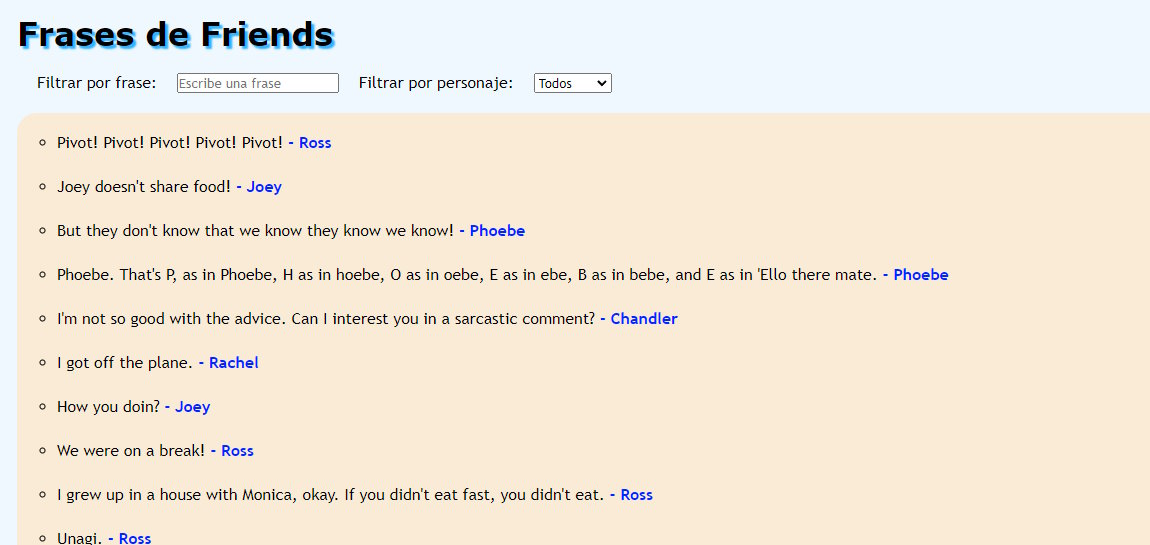 Frases de Friends
Filtrar por frase: Escribe una frase Filtrar por personaje: Todos
Pivot! Pivot! Pivot! Pivot! Pivot! - Ross
Joey doesn't share food! - Joey
But they don't know that we know they know we know! - Phoebe
Phoebe. That's P, as in Phoebe, H as in hoebe, O as in oebe, E as in ebe, B as in bebe, and E as in 'Ello there mate. - Phoebe
I'm not so good with the advice. Can I interest you in a sarcastic comment? - Chandler
I got off the plane. - Rachel
How you doin? - Joey
We were on a break! - Ross
I grew up in a house with Monica, okay. If you didn't eat fast, you didn't eat. - Ross
Unagi. - Ross